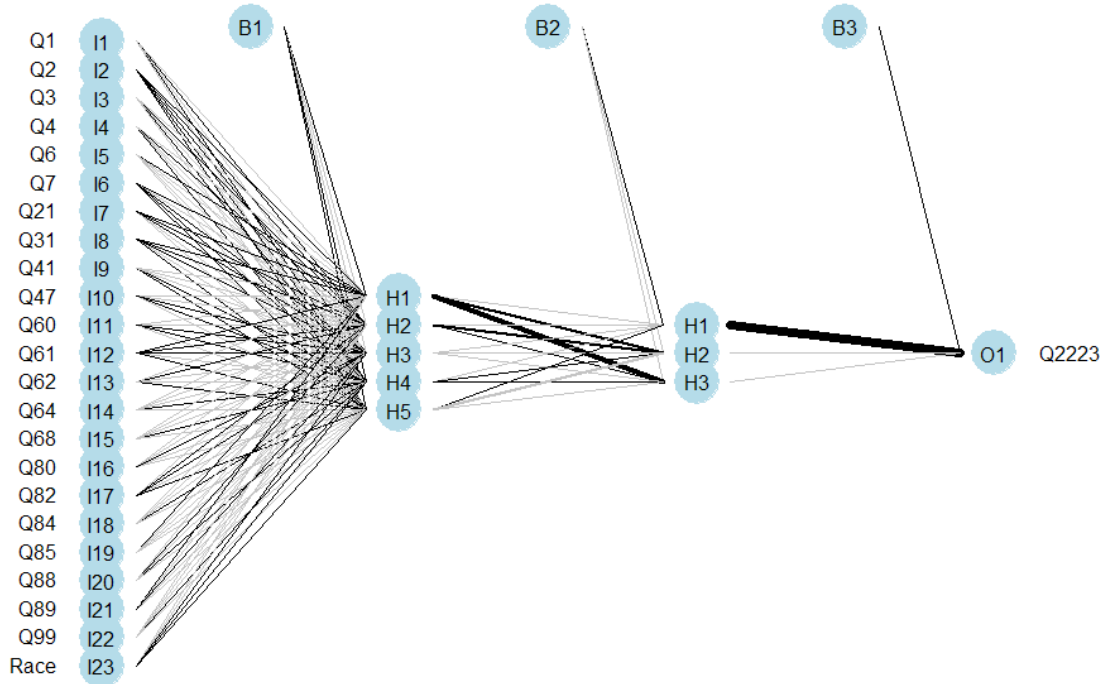 B1 B2 B3
Q1 I1
Q2 I2
Q3 I3
Q4 I4
Q6 I5
Q7 I6
Q21 I7
Q31 I8
Q41 I9
Q47 I10 H1
Q60 I11 H2 H1
Q61 I12 H3 H2 O1 Q2223
Q62 I13 H4 H3
Q64 I14 H5
Q68 I15
Q80 I16
Q82 I17
Q84 I18
Q85 I19
Q88 I20
Q89 I21
Q99 I22
Race I23